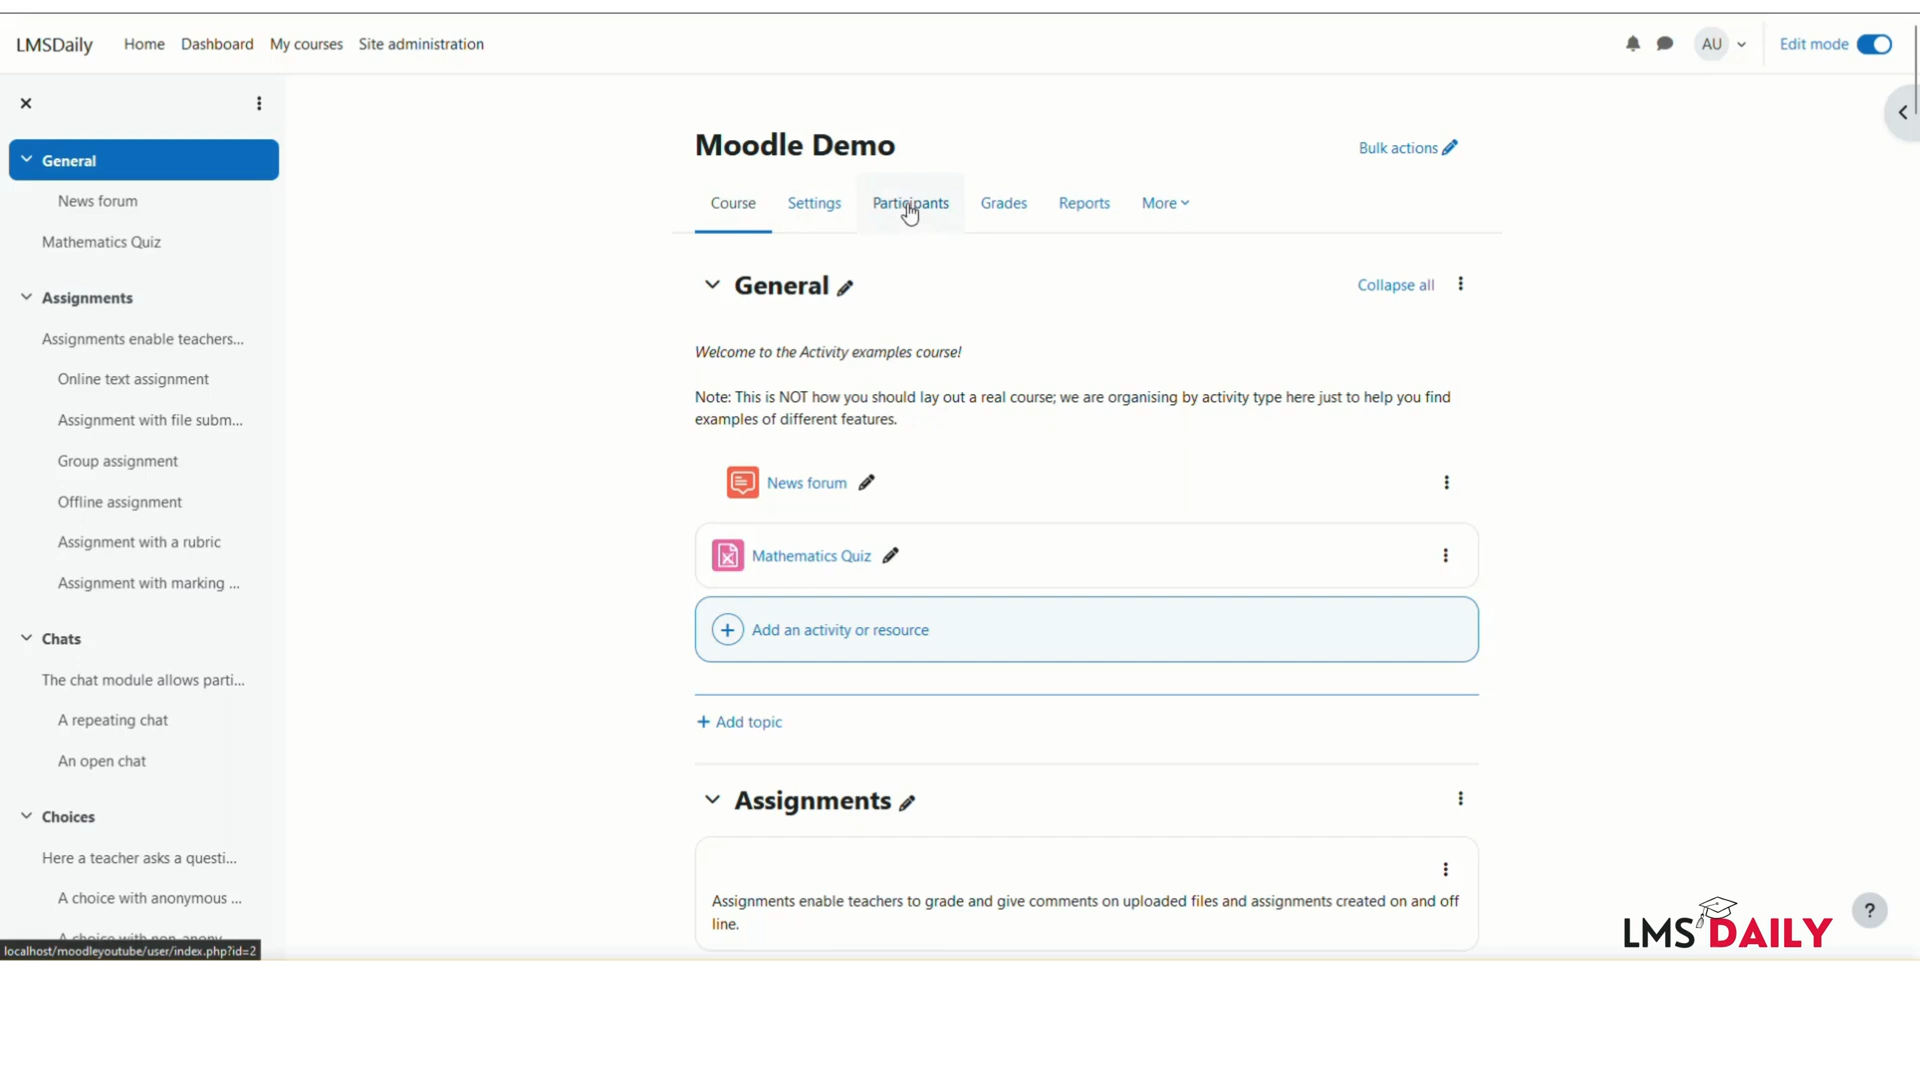 LMSDaily Home Dashboard My courses Site administration AU Edit mode
General
News forum
Mathematics Quiz
Assignments
Assignments enable teachers...
Online text assignment
Assignment with file subm...
Group assignment
Offline assignment
Assignment with a rubric
Assignment with marking ...
Chats
The chat module allows parti...
A repeating chat
An open chat
Choices
Here a teacher asks a questi...
A choice with anonymous ...
A choice with non-anony...
localhost/moodleyoutube/user/index.php?id=2
Moodle Demo
Bulk actions
Course Settings Participants Grades Reports More
General
Collapse all
Welcome to the Activity examples course!
Note: This is NOT how you should lay out a real course; we are organising by activity type here just to help you find
examples of different features.
News forum
Mathematics Quiz
Add an activity or resource
+ Add topic
Assignments
Assignments enable teachers to grade and give comments on uploaded files and assignments created on and off
line.
LMS DAILY
?